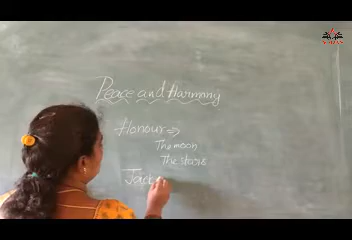 Peace and Harmony
Honour
The moon
The stars
Jack